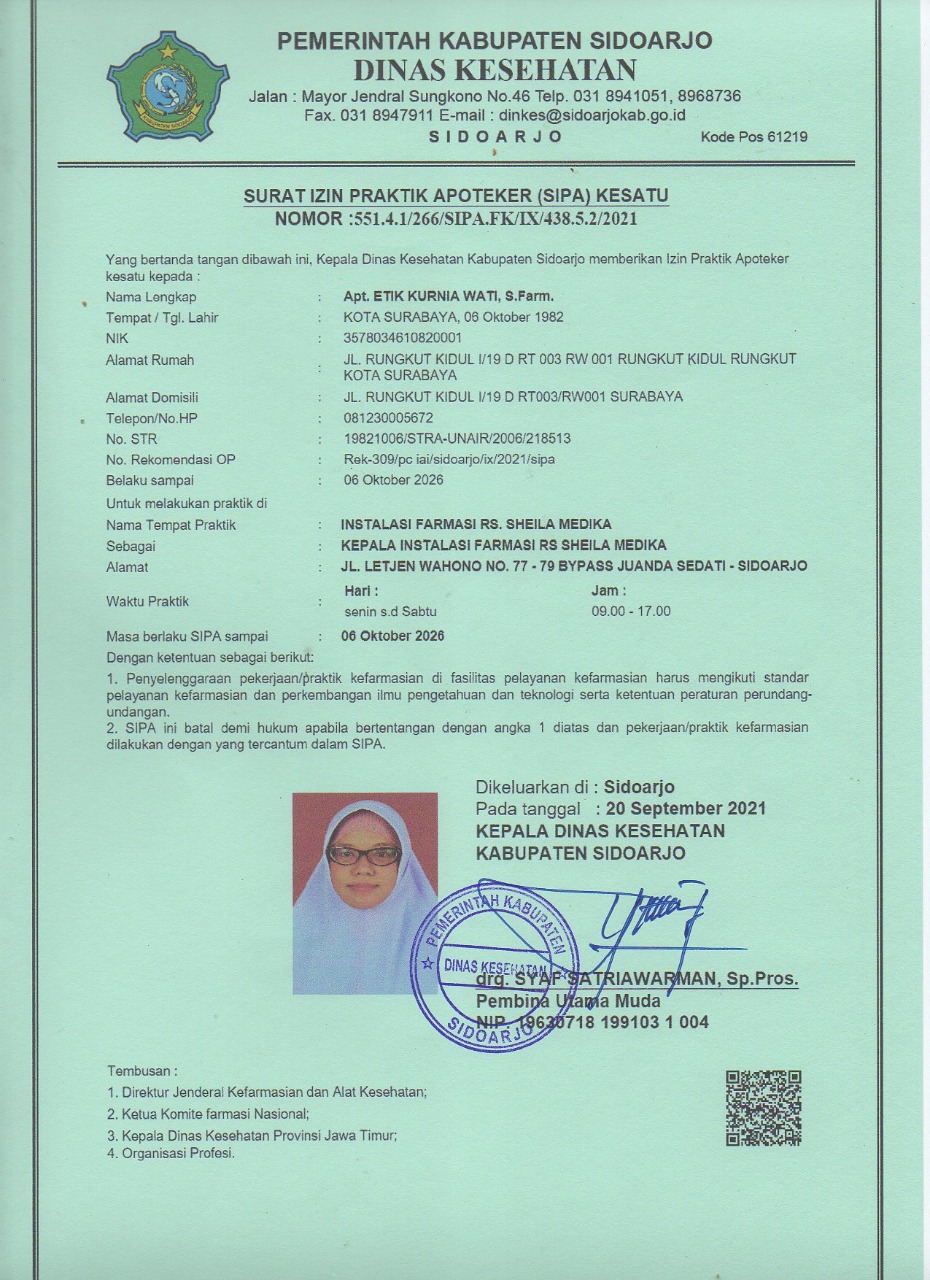 PEMERINTAH KABUPATEN SIDOARJO
DINAS KESEHATAN
Jalan : Mayor Jendral Sungkono No.46 Telp. 031 8941051, 8968736
Fax. 031 8947911 E-mail : dinkes@sidoarjokab.go.id
S I D O A R J O Kode Pos 61219
SURAT IZIN PRAKTIK APOTEKER (SIPA) KESATU
NOMOR :551.4.1/266/SIPA.FK/IX/438.5.2/2021
Yang bertanda tangan dibawah ini, Kepala Dinas Kesehatan Kabupaten Sidoarjo memberikan Izin Praktik Apoteker
kesatu kepada :
Nama Lengkap : Apt. ETIK KURNIA WATI, S.Farm.
Tempat / Tgl. Lahir : KOTA SURABAYA, 06 Oktober 1982
NIK : 3578034610820001
Alamat Rumah : JL. RUNGKUT KIDUL I/19 D RT 003 RW 001 RUNGKUT KIDUL RUNGKUT
KOTA SURABAYA
Alamat Domisili : JL. RUNGKUT KIDUL I/19 D RT003/RW001 SURABAYA
Telepon/No.HP : 081230005672
No. STR : 19821006/STRA-UNAIR/2006/218513
No. Rekomendasi OP : Rek-309/pc iai/sidoarjo/ix/2021/sipa
Belaku sampai : 06 Oktober 2026
Untuk melakukan praktik di
Nama Tempat Praktik : INSTALASI FARMASI RS. SHEILA MEDIKA
Sebagai : KEPALA INSTALASI FARMASI RS SHEILA MEDIKA
Alamat : JL. LETJEN WAHONO NO. 77 - 79 BYPASS JUANDA SEDATI - SIDOARJO
Hari : Jam :
Waktu Praktik :
senin s.d Sabtu 09.00 - 17.00
Masa berlaku SIPA sampai : 06 Oktober 2026
Dengan ketentuan sebagai berikut:
1. Penyelenggaraan pekerjaan/praktik kefarmasian di fasilitas pelayanan kefarmasian harus mengikuti standar
pelayanan kefarmasian dan perkembangan ilmu pengetahuan dan teknologi serta ketentuan peraturan perundang-
undangan.
2. SIPA ini batal demi hukum apabila bertentangan dengan angka 1 diatas dan pekerjaan/praktik kefarmasian
dilakukan dengan yang tercantum dalam SIPA.
Dikeluarkan di : Sidoarjo
Pada tanggal : 20 September 2021
KEPALA DINAS KESEHATAN
KABUPATEN SIDOARJO
PEMERINTAH KABUPATEN
DINAS KESEHATAN
SIDOARJO
drg. SYAF SATRIAWARMAN, Sp.Pros.
Pembina Utama Muda
NIP. 19630718 199103 1 004
Tembusan :
1. Direktur Jenderal Kefarmasian dan Alat Kesehatan;
2. Ketua Komite farmasi Nasional;
3. Kepala Dinas Kesehatan Provinsi Jawa Timur;
4. Organisasi Profesi.